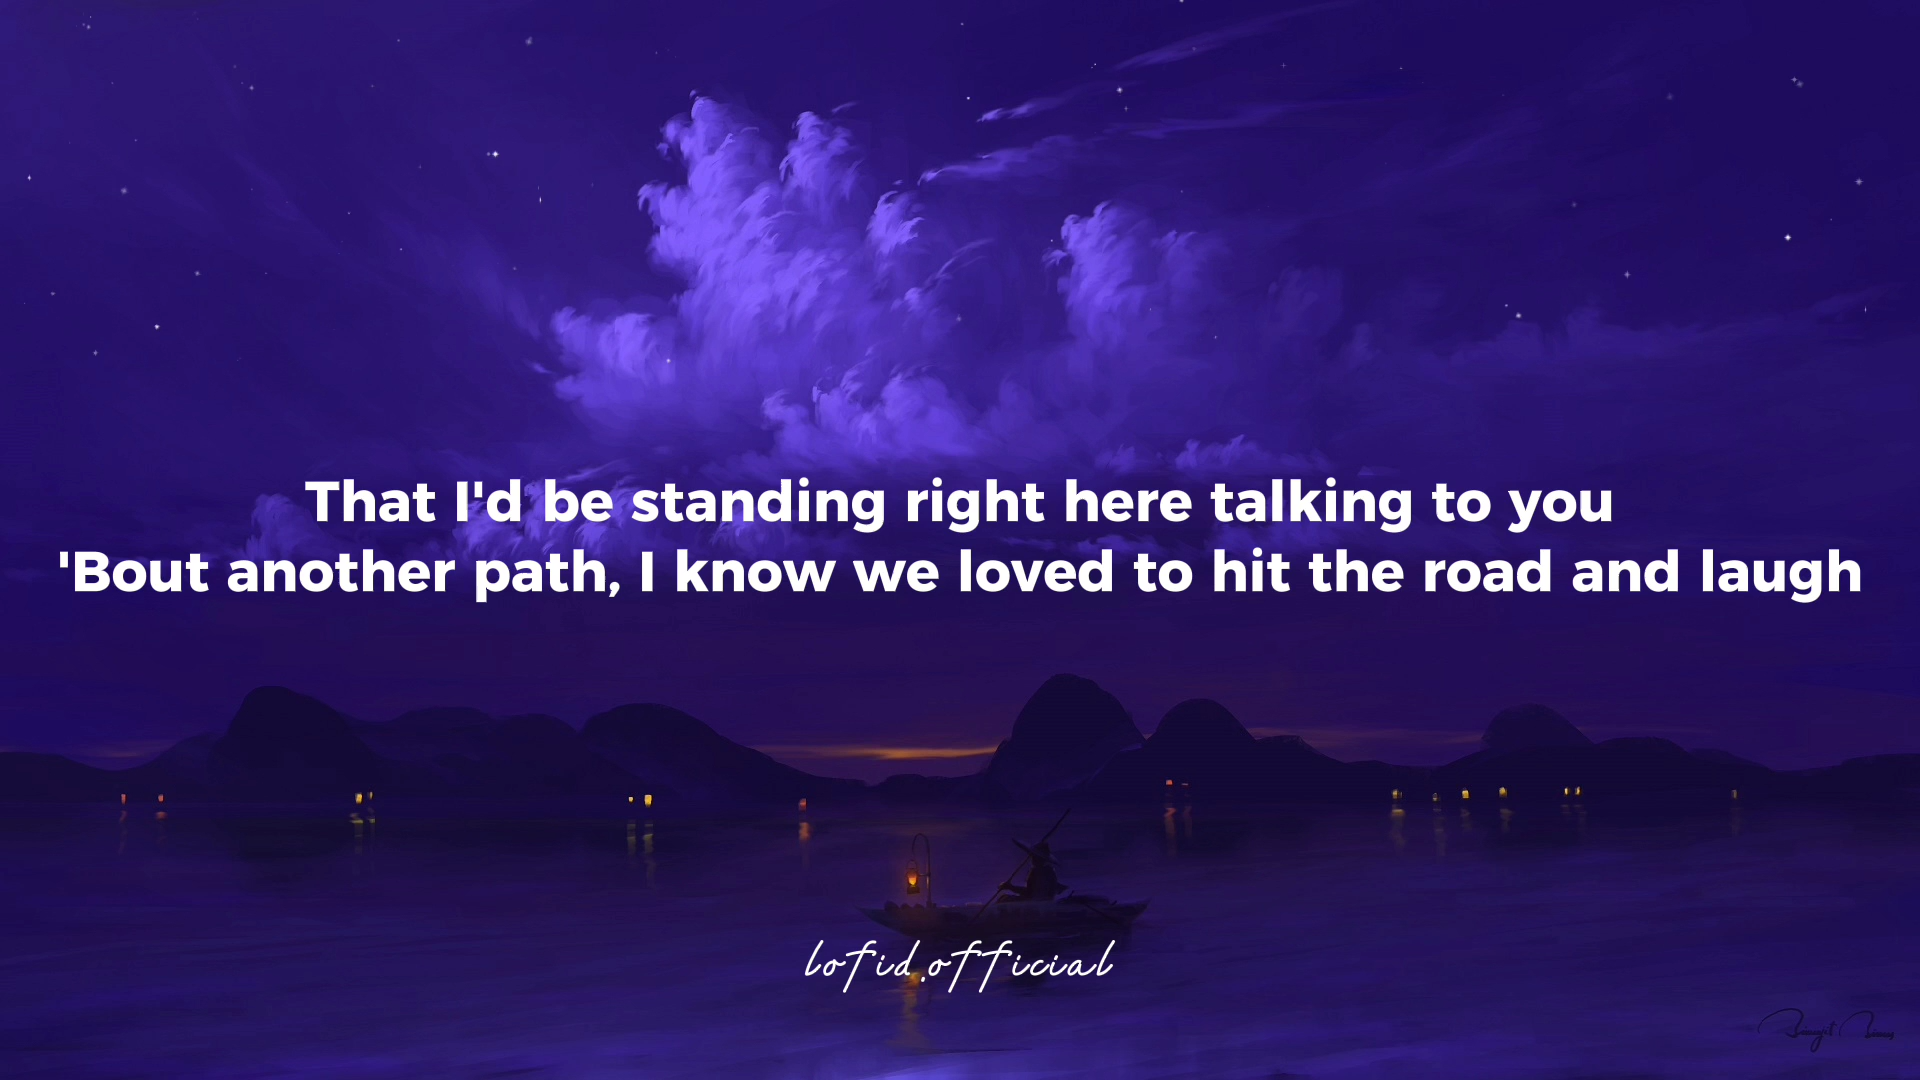 That I'd be standing right here talking to you
'Bout another path, I know we loved to hit the road and laugh
lofid.official